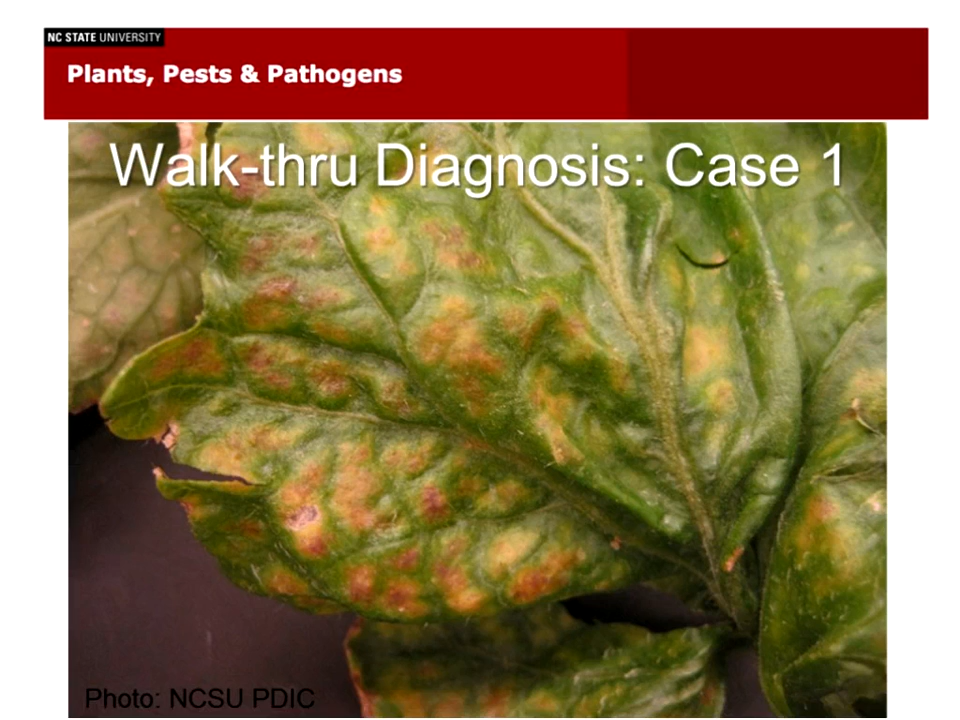 NC STATE UNIVERSITY
Plants, Pests & Pathogens
Walk-thru Diagnosis: Case 1
Photo: NCSU PDIC